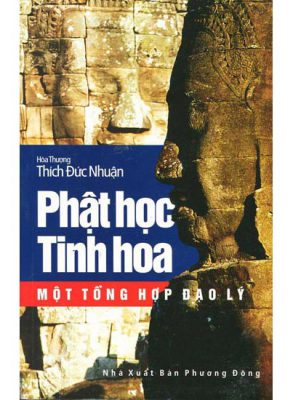 Hòa Thượng
Thích Đức Nhuận
Phật học
Tinh hoa
MỘT TỔNG HỢP ĐẠO LÝ
Nhà Xuất Bản Phương Đông